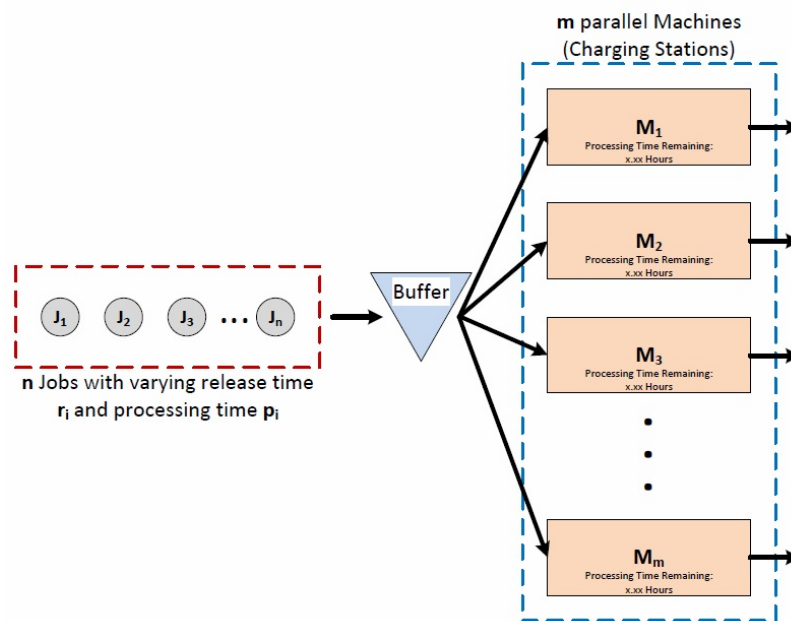 m parallel Machines
(Charging Stations)
M₁
Processing Time Remaining:
x.xx Hours
M₂
Processing Time Remaining:
x.xx Hours
Buffer
J₁ J₂ J₃ ... Jₙ
M₃
Processing Time Remaining:
x.xx Hours
n Jobs with varying release time
rᵢ and processing time pᵢ
Mₘ
Processing Time Remaining:
x.xx Hours